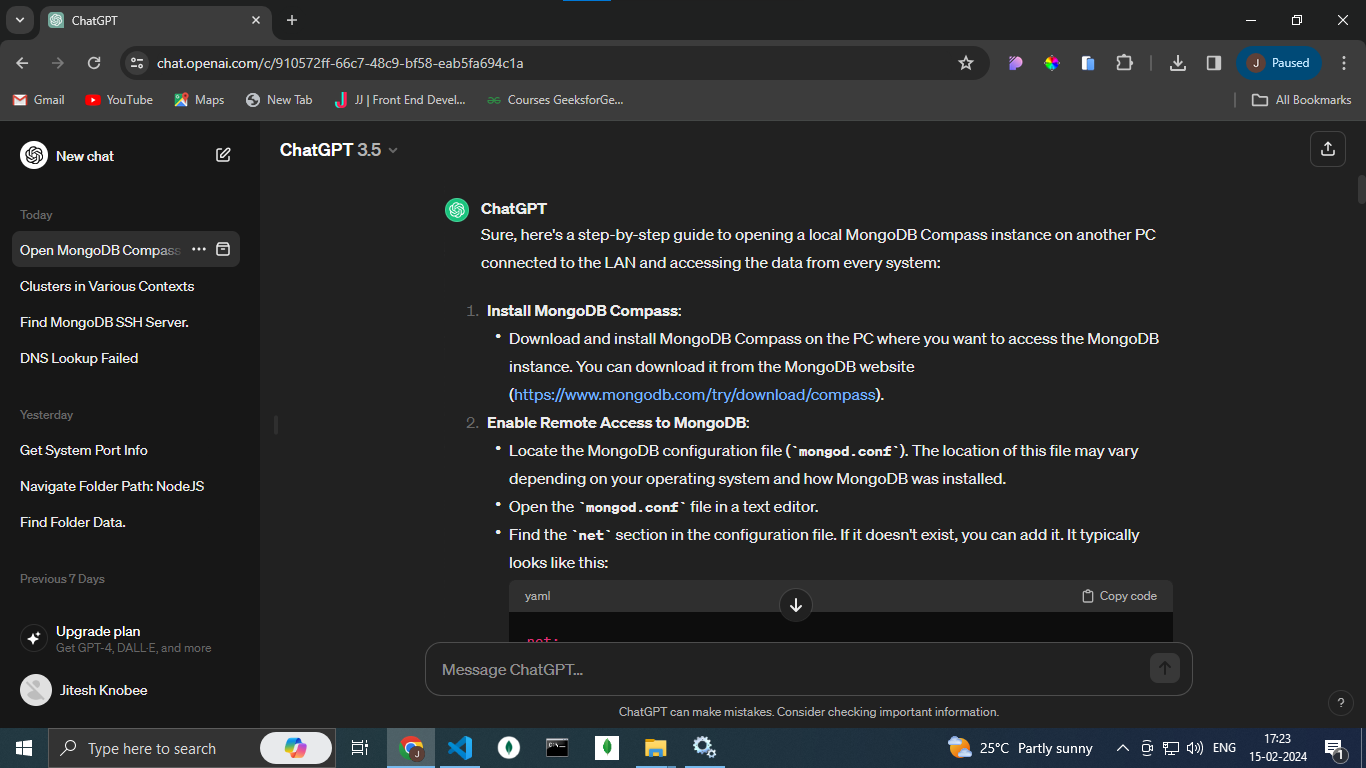 ChatGPT
chat.openai.com/c/910572ff-66c7-48c9-bf58-eab5fa694c1a
J Paused
Gmail YouTube Maps New Tab JJ | Front End Devel... Courses GeeksforGe... All Bookmarks
New chat
Today
Open MongoDB Compass
Clusters in Various Contexts
Find MongoDB SSH Server.
DNS Lookup Failed
Yesterday
Get System Port Info
Navigate Folder Path: NodeJS
Find Folder Data.
Previous 7 Days
Upgrade plan
Get GPT-4, DALL·E, and more
Jitesh Knobee
ChatGPT 3.5
ChatGPT
Sure, here's a step-by-step guide to opening a local MongoDB Compass instance on another PC
connected to the LAN and accessing the data from every system:
1. Install MongoDB Compass:
• Download and install MongoDB Compass on the PC where you want to access the MongoDB
instance. You can download it from the MongoDB website
(https://www.mongodb.com/try/download/compass).
2. Enable Remote Access to MongoDB:
• Locate the MongoDB configuration file (`mongod.conf`). The location of this file may vary
depending on your operating system and how MongoDB was installed.
• Open the `mongod.conf` file in a text editor.
• Find the `net` section in the configuration file. If it doesn't exist, you can add it. It typically
looks like this:
yaml Copy code
net:
Message ChatGPT...
ChatGPT can make mistakes. Consider checking important information.
?
Type here to search
25°C Partly sunny
ENG
17:23
15-02-2024
1